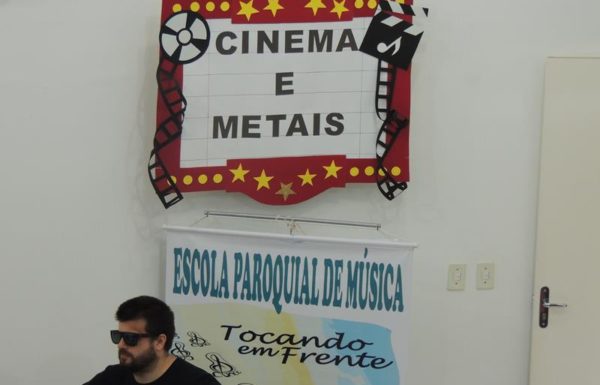 CINEMA
E
METAIS
ESCOLA PAROQUIAL DE MÚSICA
Tocando
em Frente